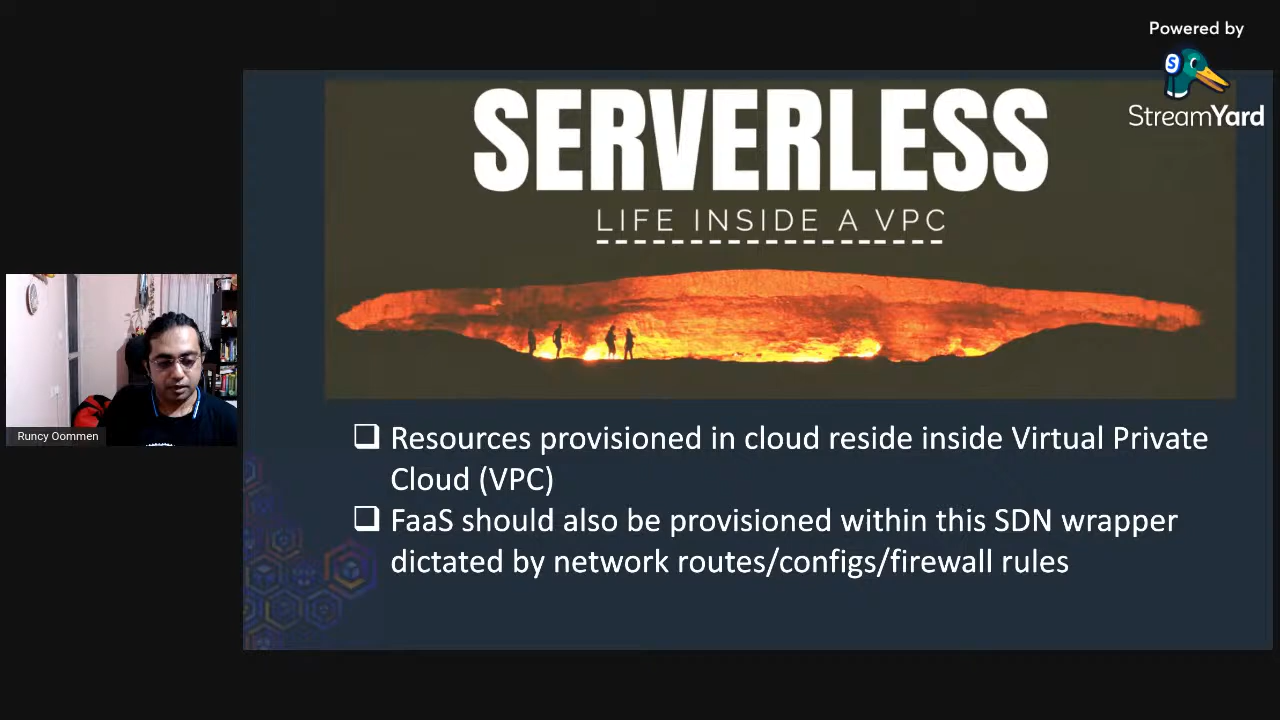 Powered by
StreamYard
SERVERLESS
LIFE INSIDE A VPC
Runcy Oommen
Resources provisioned in cloud reside inside Virtual Private
Cloud (VPC)
FaaS should also be provisioned within this SDN wrapper
dictated by network routes/configs/firewall rules